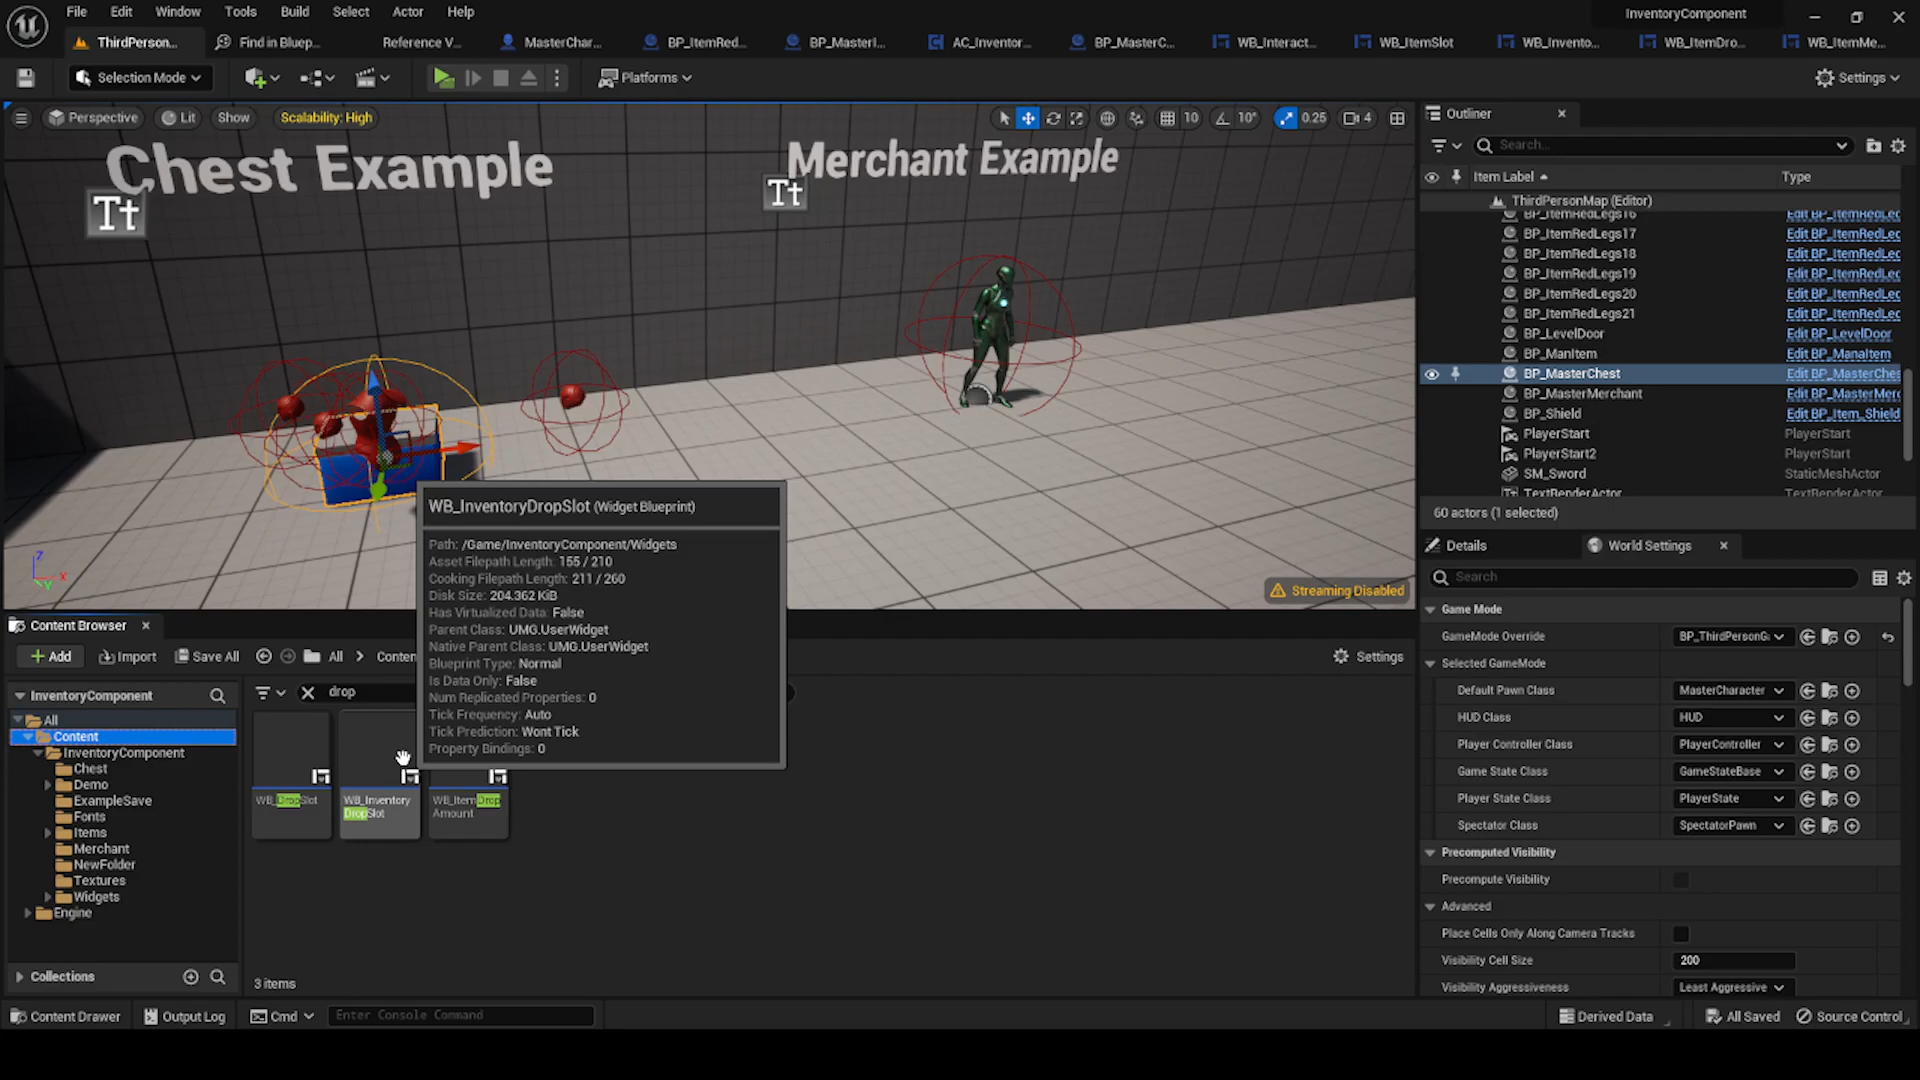 File Edit Window Tools Build Select Actor Help
InventoryComponent
ThirdPerson...
Find in Bluep...
Reference V...
MasterChar...
BP_ItemRed...
BP_MasterI...
AC_Inventor...
BP_MasterC...
WB_Interact...
WB_ItemSlot
WB_Invento...
WB_ItemDro...
WB_ItemMe...
Selection Mode
Platforms
Settings
Perspective
Lit
Show
Scalability: High
10
10°
0.25
4
Chest Example
Merchant Example
Tt
Tt
Streaming Disabled
Outliner
Search...
Item Label
Type
ThirdPersonMap (Editor)
BP_ItemRedLegs16 Edit BP_ItemRedLec
BP_ItemRedLegs17 Edit BP_ItemRedLec
BP_ItemRedLegs18 Edit BP_ItemRedLec
BP_ItemRedLegs19 Edit BP_ItemRedLec
BP_ItemRedLegs20 Edit BP_ItemRedLec
BP_ItemRedLegs21 Edit BP_ItemRedLec
BP_LevelDoor Edit BP_LevelDoor
BP_ManItem Edit BP_ManaItem
BP_MasterChest Edit BP_MasterChes
BP_MasterMerchant Edit BP_MasterMerc
BP_Shield Edit BP_Item_Shield
PlayerStart PlayerStart
PlayerStart2 PlayerStart
SM_Sword StaticMeshActor
TextRenderActor TextRenderActor
60 actors (1 selected)
WB_InventoryDropSlot (Widget Blueprint)
Path: /Game/InventoryComponent/Widgets
Asset Filepath Length: 155 / 210
Cooking Filepath Length: 211 / 260
Disk Size: 204.362 KiB
Has Virtualized Data: False
Parent Class: UMG.UserWidget
Native Parent Class: UMG.UserWidget
Blueprint Type: Normal
Is Data Only: False
Num Replicated Properties: 0
Tick Frequency: Auto
Tick Prediction: Wont Tick
Property Bindings: 0
Content Browser
Add
Import
Save All
All
Conten
Settings
InventoryComponent
drop
All
Content
InventoryComponent
Chest
Demo
ExampleSave
Fonts
Items
Merchant
NewFolder
Textures
Widgets
Engine
Collections
WB_DropSlot
WB_Inventory
DropSlot
WB_ItemDrop
Amount
3 items
Details
World Settings
Search
Game Mode
GameMode Override BP_ThirdPersonG
Selected GameMode
Default Pawn Class MasterCharacter
HUD Class HUD
Player Controller Class PlayerController
Game State Class GameStateBase
Player State Class PlayerState
Spectator Class SpectatorPawn
Precomputed Visibility
Precompute Visibility
Advanced
Place Cells Only Along Camera Tracks
Visibility Cell Size 200
Visibility Aggressiveness Least Aggressive
Content Drawer
Output Log
Cmd
Enter Console Command
Derived Data
All Saved
Source Control